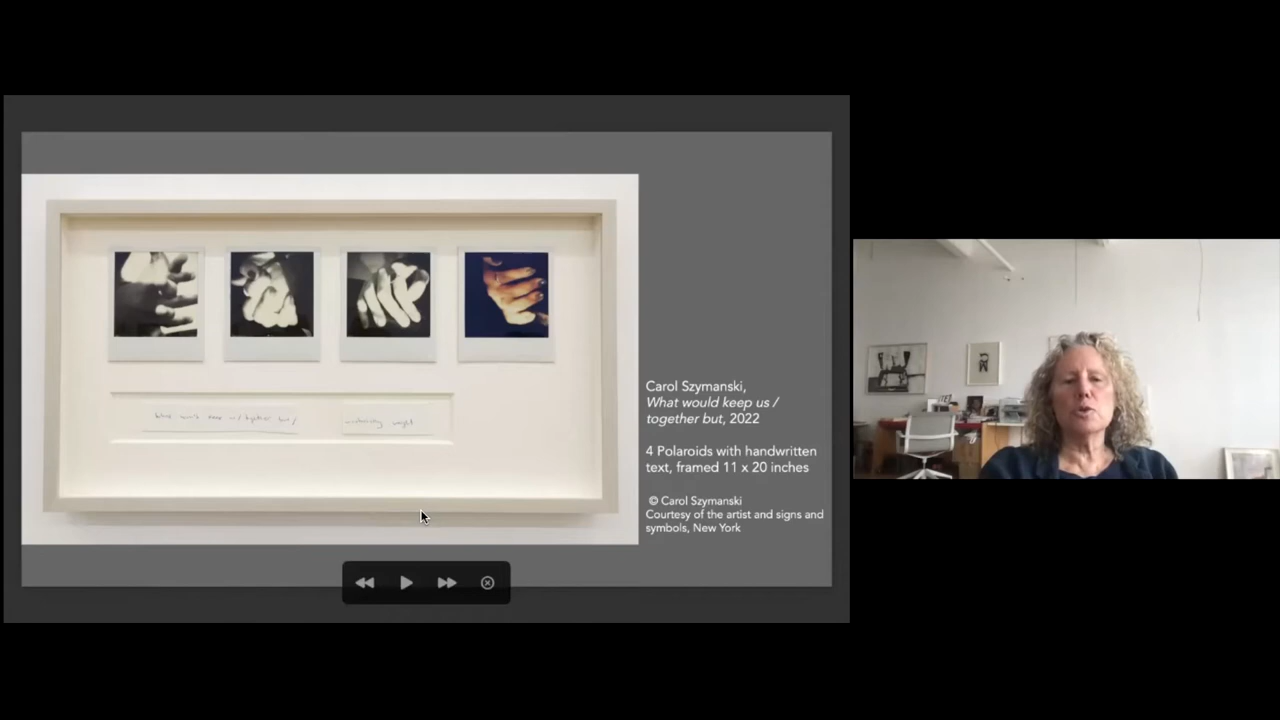 Carol Szymanski,
What would keep us /
together but, 2022
4 Polaroids with handwritten
text, framed 11 x 20 inches
© Carol Szymanski
Courtesy of the artist and signs and
symbols, New York